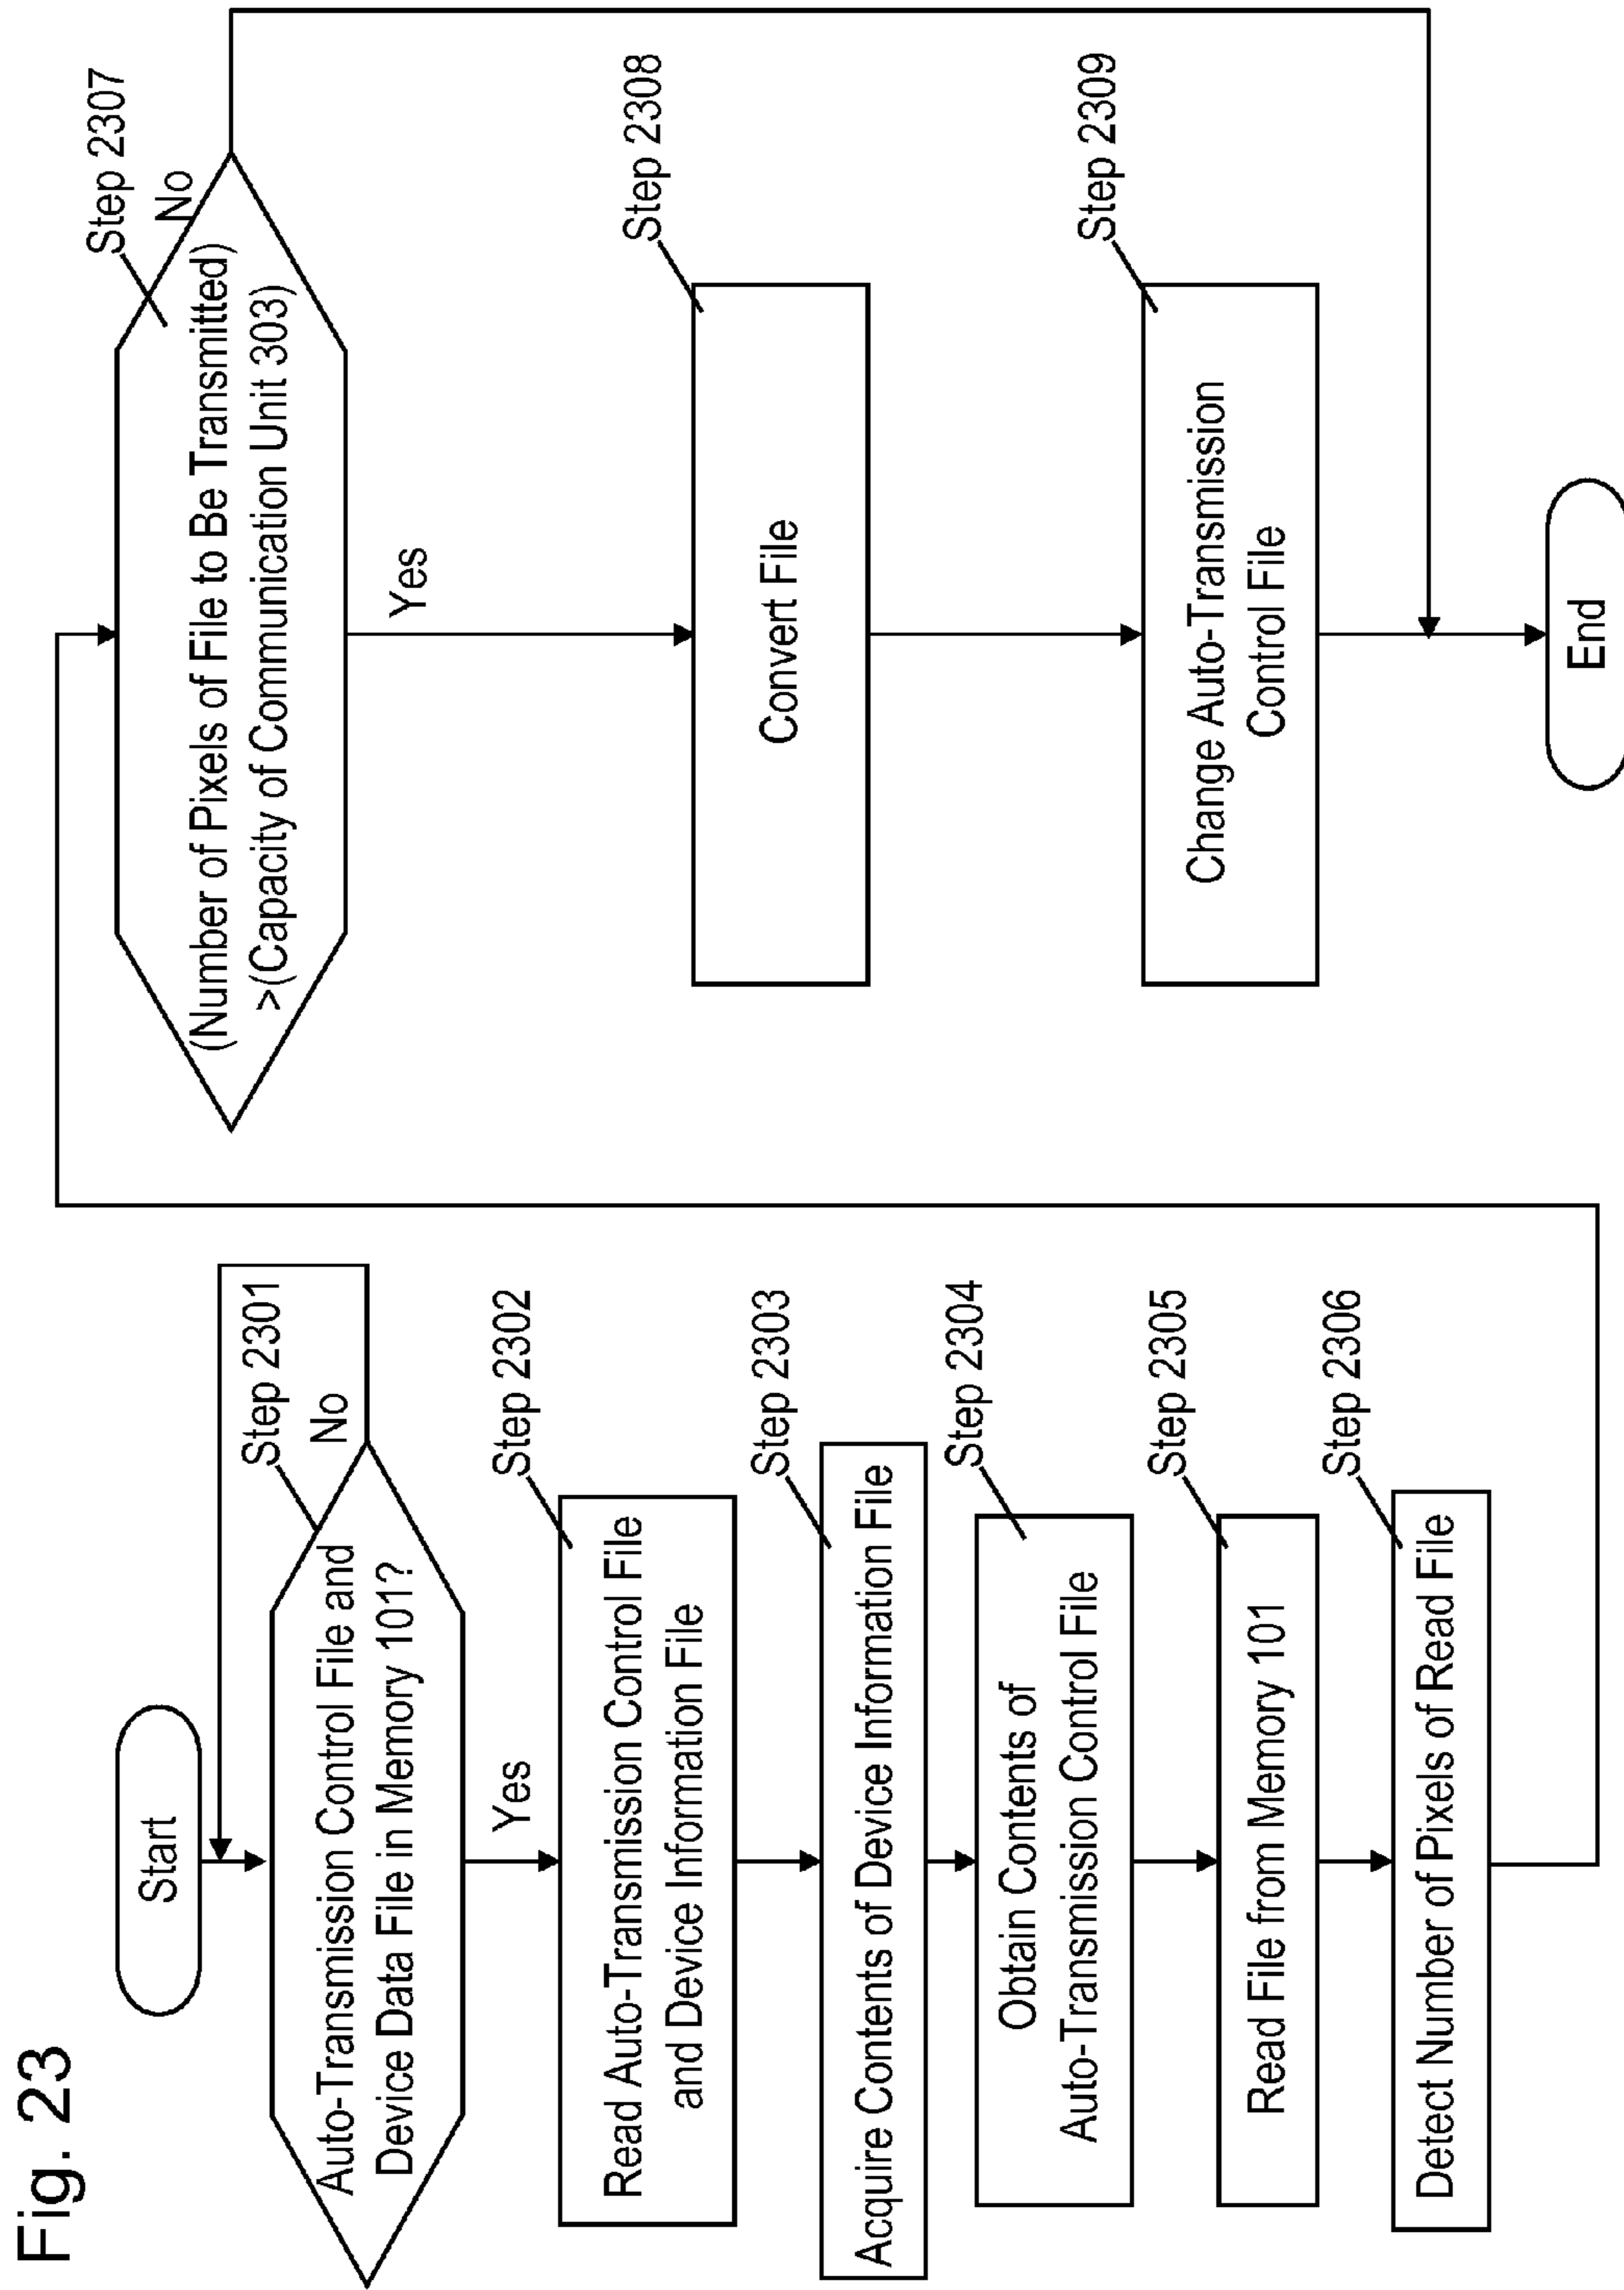 Fig. 23
Start
Step 2301
Auto-Transmission Control File and
Device Data File in Memory 101?
No
Yes
Step 2302
Read Auto-Transmission Control File
and Device Information File
Step 2303
Acquire Contents of Device Information File
Step 2304
Obtain Contents of
Auto-Transmission Control File
Step 2305
Read File from Memory 101
Step 2306
Detect Number of Pixels of Read File
Step 2307
No
(Number of Pixels of File to Be Transmitted)
>(Capacity of Communication Unit 303)
Yes
Step 2308
Convert File
Step 2309
Change Auto-Transmission
Control File
End